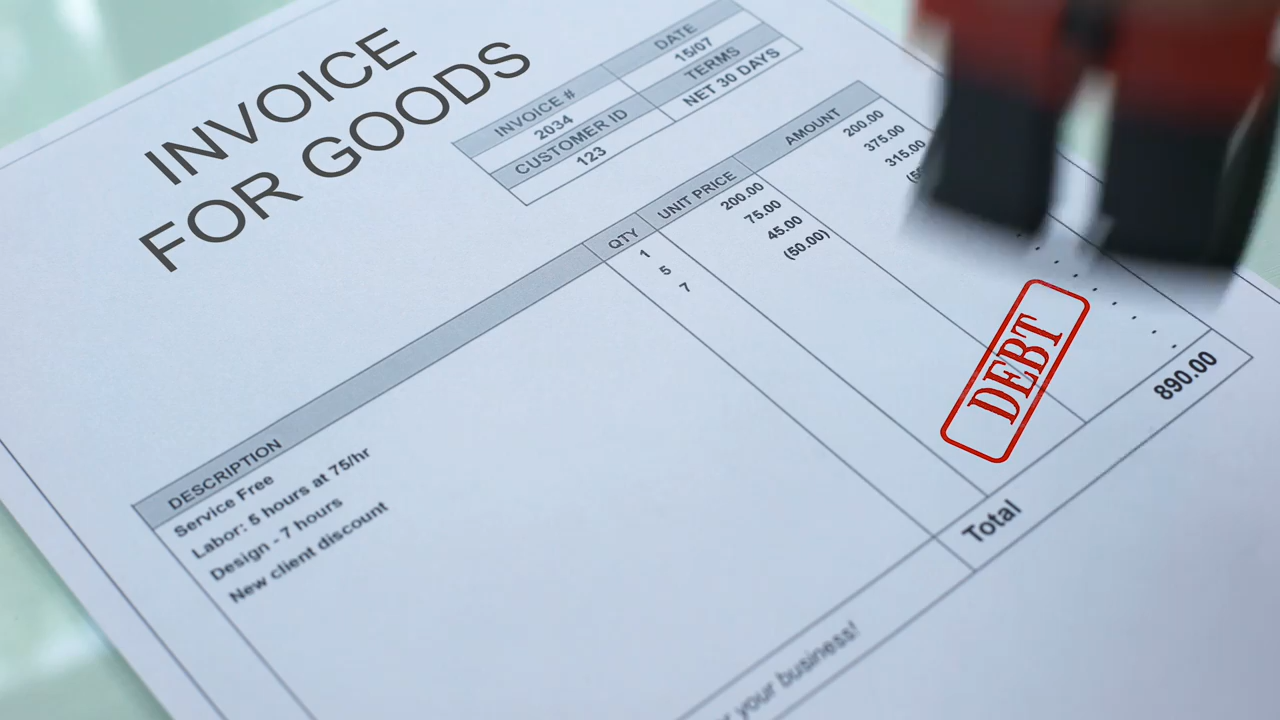 INVOICE
FOR GOODS
INVOICE # DATE
2034 15/07
CUSTOMER ID TERMS
123 NET 30 DAYS
DESCRIPTION QTY UNIT PRICE AMOUNT
Service Free 1 200.00 200.00
Labor: 5 hours at 75/hr 5 75.00 375.00
Design - 7 hours 7 45.00 315.00
New client discount (50.00)
DEBT
Total 890.00
your business!